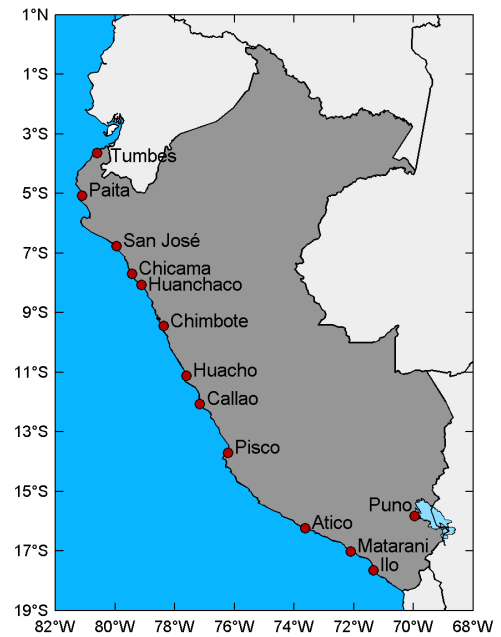 1°N
1°S
3°S
Tumbes
5°S
Paita
San José
7°S
Chicama
Huanchaco
9°S
Chimbote
11°S
Huacho
Callao
13°S
Pisco
15°S
Puno
Atico
17°S
Matarani
Ilo
19°S
82°W 80°W 78°W 76°W 74°W 72°W 70°W 68°W